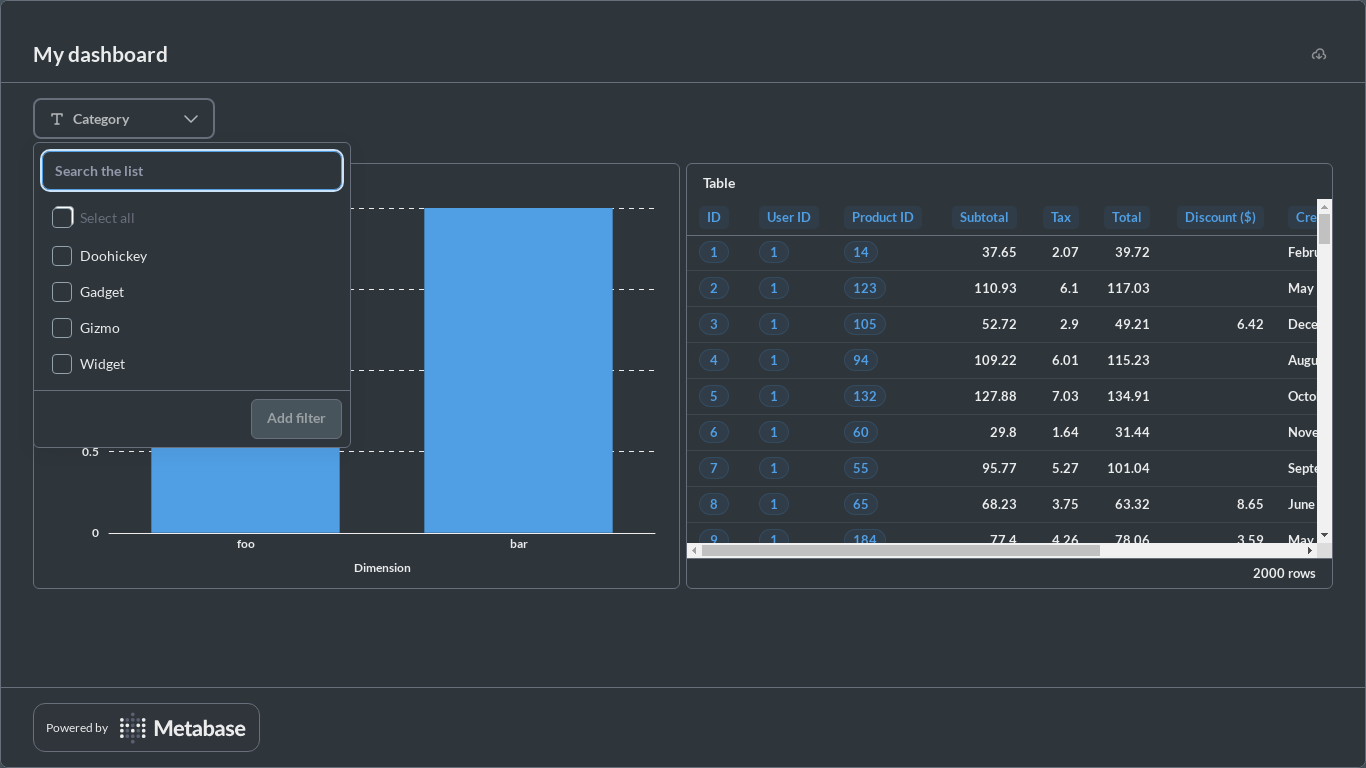 My dashboard
Category
Search the list
Select all
Doohickey
Gadget
Gizmo
Widget
Add filter
0.5
0
foo bar
Dimension
Table
ID User ID Product ID Subtotal Tax Total Discount ($) Cre
1 1 14 37.65 2.07 39.72 Febru
2 1 123 110.93 6.1 117.03 May
3 1 105 52.72 2.9 49.21 6.42 Dece
4 1 94 109.22 6.01 115.23 Augu
5 1 132 127.88 7.03 134.91 Octo
6 1 60 29.8 1.64 31.44 Nove
7 1 55 95.77 5.27 101.04 Septe
8 1 65 68.23 3.75 63.32 8.65 June
9 1 184 77.4 4.26 78.06 3.59 May
2000 rows
Powered by Metabase